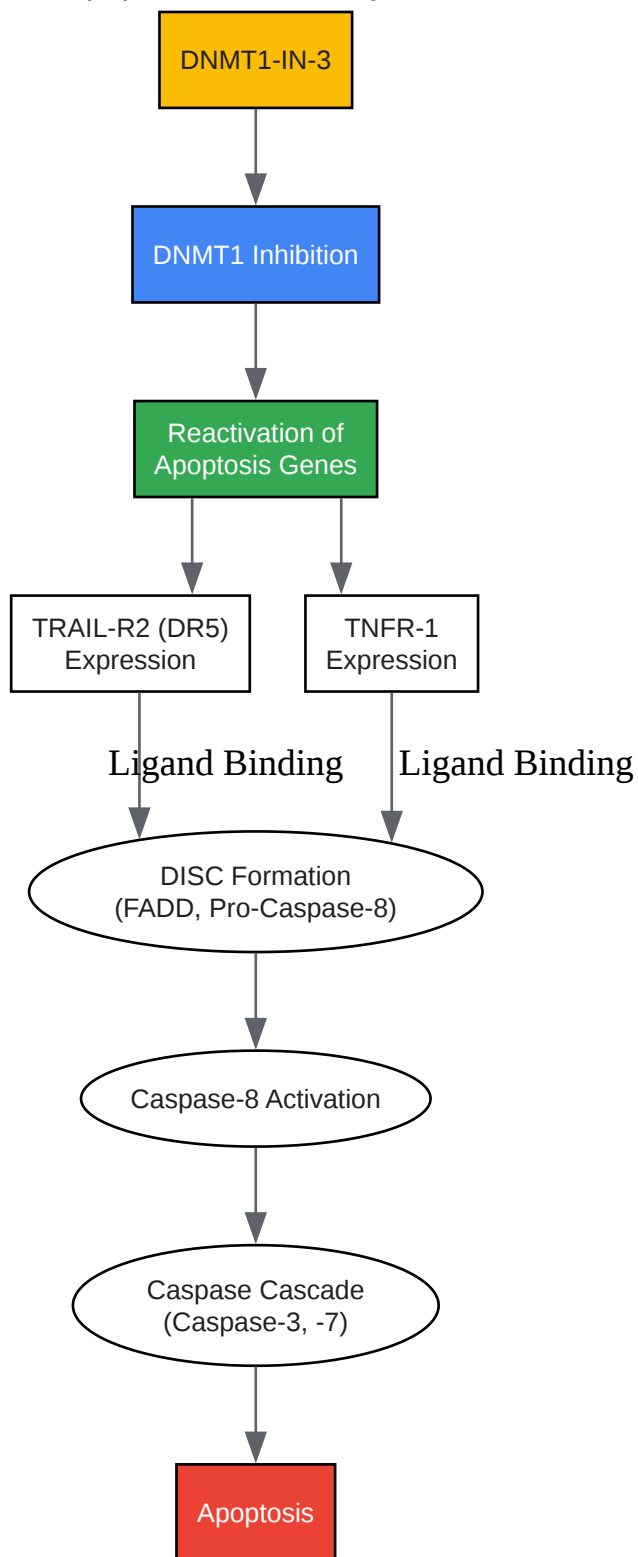 DNMT1-IN-3
DNMT1 Inhibition
Reactivation of
Apoptosis Genes
TRAIL-R2 (DR5)
Expression
TNFR-1
Expression
Ligand Binding
Ligand Binding
DISC Formation
(FADD, Pro-Caspase-8)
Caspase-8 Activation
Caspase Cascade
(Caspase-3, -7)
Apoptosis